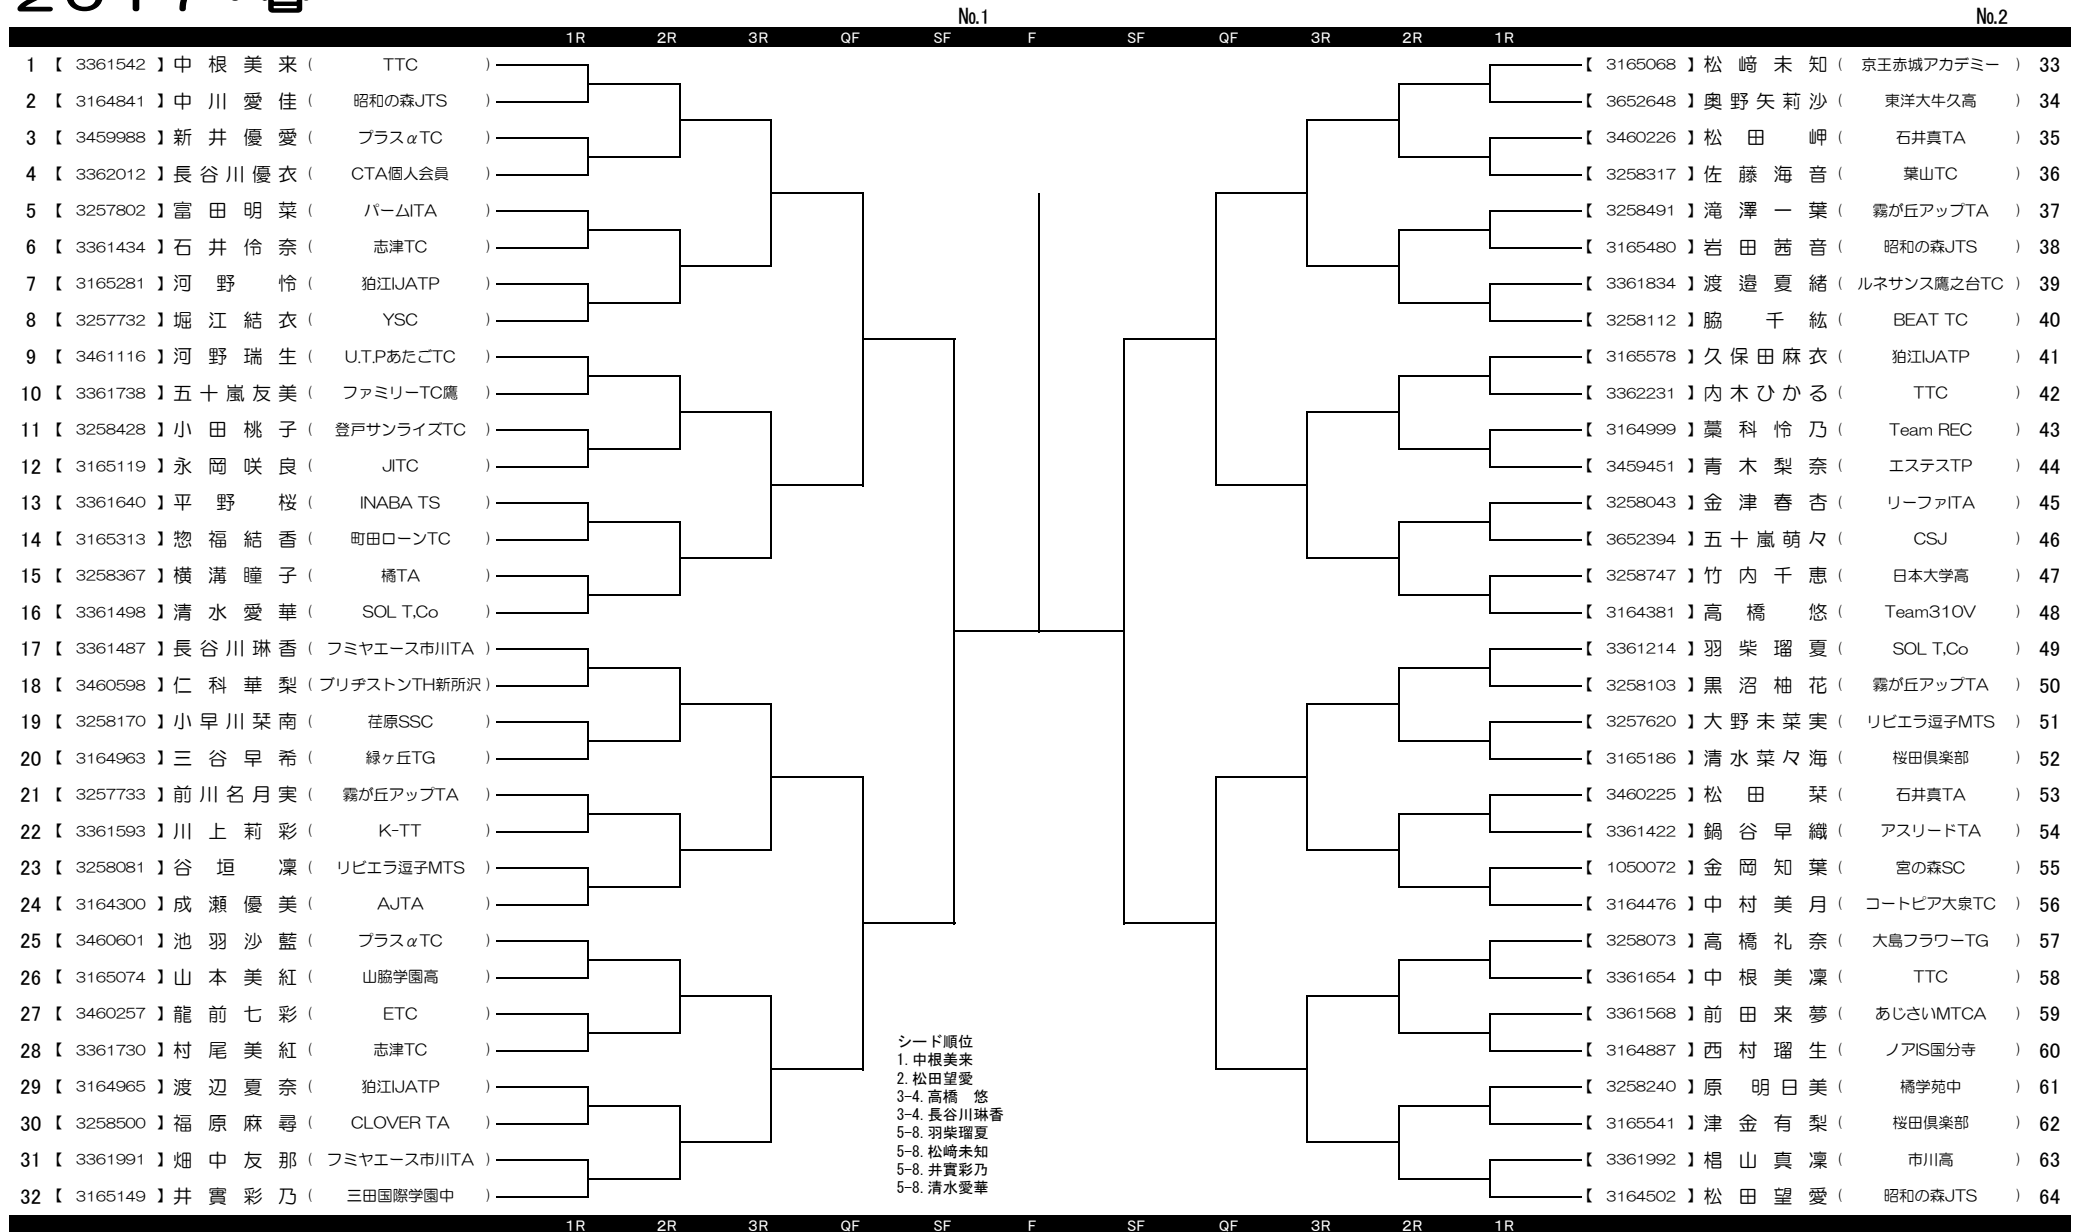 No.1 No.2
1R 2R 3R QF SF F SF QF 3R 2R 1R
1 【 3361542 】 中根美来 ( TTC )
2 【 3164841 】 中川愛佳 ( 昭和の森JTS )
3 【 3459988 】 新井優愛 ( プラスαTC )
4 【 3362012 】 長谷川優衣 ( CTA個人会員 )
5 【 3257802 】 富田明菜 ( パームITA )
6 【 3361434 】 石井伶奈 ( 志津TC )
7 【 3165281 】 河野怜 ( 狛江IJATP )
8 【 3257732 】 堀江結衣 ( YSC )
9 【 3461116 】 河野瑞生 ( U.T.PあたごTC )
10 【 3361738 】 五十嵐友美 ( ファミリーTC鷹 )
11 【 3258428 】 小田桃子 ( 登戸サンライズTC )
12 【 3165119 】 永岡咲良 ( JITC )
13 【 3361640 】 平野桜 ( INABA TS )
14 【 3165313 】 惣福結香 ( 町田ローンTC )
15 【 3258367 】 横溝瞳子 ( 橘TA )
16 【 3361498 】 清水愛華 ( SOL T,Co )
17 【 3361487 】 長谷川琳香 ( フミヤエース市川TA )
18 【 3460598 】 仁科華梨 ( ブリヂストンTH新所沢 )
19 【 3258170 】 小早川栞南 ( 荏原SSC )
20 【 3164963 】 三谷早希 ( 緑ヶ丘TG )
21 【 3257733 】 前川名月実 ( 霧が丘アップTA )
22 【 3361593 】 川上莉彩 ( K-TT )
23 【 3258081 】 谷垣凜 ( リビエラ逗子MTS )
24 【 3164300 】 成瀬優美 ( AJTA )
25 【 3460601 】 池羽沙藍 ( プラスαTC )
26 【 3165074 】 山本美紅 ( 山脇学園高 )
27 【 3460257 】 龍前七彩 ( ETC )
28 【 3361730 】 村尾美紅 ( 志津TC )
29 【 3164965 】 渡辺夏奈 ( 狛江IJATP )
30 【 3258500 】 福原麻尋 ( CLOVER TA )
31 【 3361991 】 畑中友那 ( フミヤエース市川TA )
32 【 3165149 】 井實彩乃 ( 三田国際学園中 )
【 3165068 】 松﨑未知 ( 京王赤城アカデミー ) 33
【 3652648 】 奥野矢莉沙 ( 東洋大牛久高 ) 34
【 3460226 】 松田岬 ( 石井真TA ) 35
【 3258317 】 佐藤海音 ( 葉山TC ) 36
【 3258491 】 滝澤一葉 ( 霧が丘アップTA ) 37
【 3165480 】 岩田茜音 ( 昭和の森JTS ) 38
【 3361834 】 渡邉夏緒 ( ルネサンス鷹之台TC ) 39
【 3258112 】 脇千紘 ( BEAT TC ) 40
【 3165578 】 久保田麻衣 ( 狛江IJATP ) 41
【 3362231 】 内木ひかる ( TTC ) 42
【 3164999 】 藁科怜乃 ( Team REC ) 43
【 3459451 】 青木梨奈 ( エステスTP ) 44
【 3258043 】 金津春杏 ( リーファITA ) 45
【 3652394 】 五十嵐萌々 ( CSJ ) 46
【 3258747 】 竹内千恵 ( 日本大学高 ) 47
【 3164381 】 高橋悠 ( Team310V ) 48
【 3361214 】 羽柴瑠夏 ( SOL T,Co ) 49
【 3258103 】 黒沼柚花 ( 霧が丘アップTA ) 50
【 3257620 】 大野未菜実 ( リビエラ逗子MTS ) 51
【 3165186 】 清水菜々海 ( 桜田倶楽部 ) 52
【 3460225 】 松田栞 ( 石井真TA ) 53
【 3361422 】 鍋谷早織 ( アスリードTA ) 54
【 1050072 】 金岡知葉 ( 宮の森SC ) 55
【 3164476 】 中村美月 ( コートピア大泉TC ) 56
【 3258073 】 高橋礼奈 ( 大島フラワーTG ) 57
【 3361654 】 中根美凜 ( TTC ) 58
【 3361568 】 前田来夢 ( あじさいMTCA ) 59
【 3164887 】 西村瑠生 ( ノアIS国分寺 ) 60
【 3258240 】 原明日美 ( 橘学苑中 ) 61
【 3165541 】 津金有梨 ( 桜田倶楽部 ) 62
【 3361992 】 椙山真凜 ( 市川高 ) 63
【 3164502 】 松田望愛 ( 昭和の森JTS ) 64
シード順位
1. 中根美来
2. 松田望愛
3-4. 高橋　悠
3-4. 長谷川琳香
5-8. 羽柴瑠夏
5-8. 松﨑未知
5-8. 井實彩乃
5-8. 清水愛華
1R 2R 3R QF SF F SF QF 3R 2R 1R